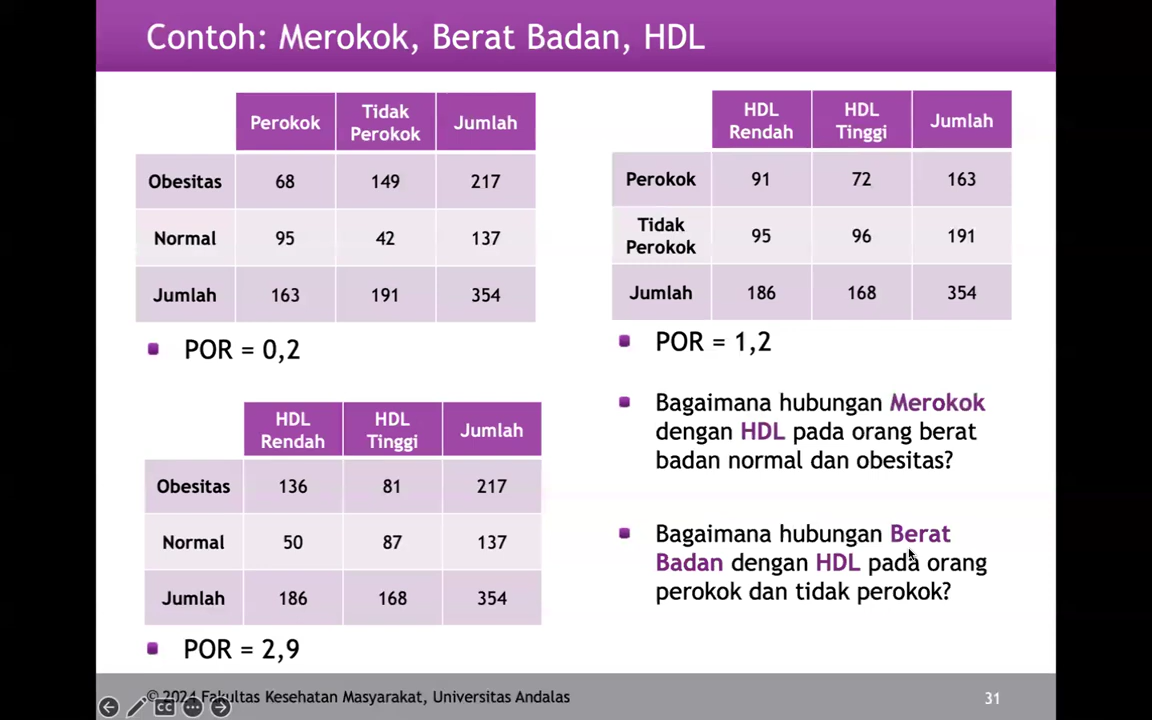 Contoh: Merokok, Berat Badan, HDL
Perokok
Tidak
Perokok
Jumlah
Obesitas 68 149 217
Normal 95 42 137
Jumlah 163 191 354
POR = 0,2
HDL
Rendah
HDL
Tinggi
Jumlah
Obesitas 136 81 217
Normal 50 87 137
Jumlah 186 168 354
POR = 2,9
HDL
Rendah
HDL
Tinggi
Jumlah
Perokok 91 72 163
Tidak
Perokok
95 96 191
Jumlah 186 168 354
POR = 1,2
Bagaimana hubungan Merokok
dengan HDL pada orang berat
badan normal dan obesitas?
Bagaimana hubungan Berat
Badan dengan HDL pada orang
perokok dan tidak perokok?
© 2024 Fakultas Kesehatan Masyarakat, Universitas Andalas
31
CC